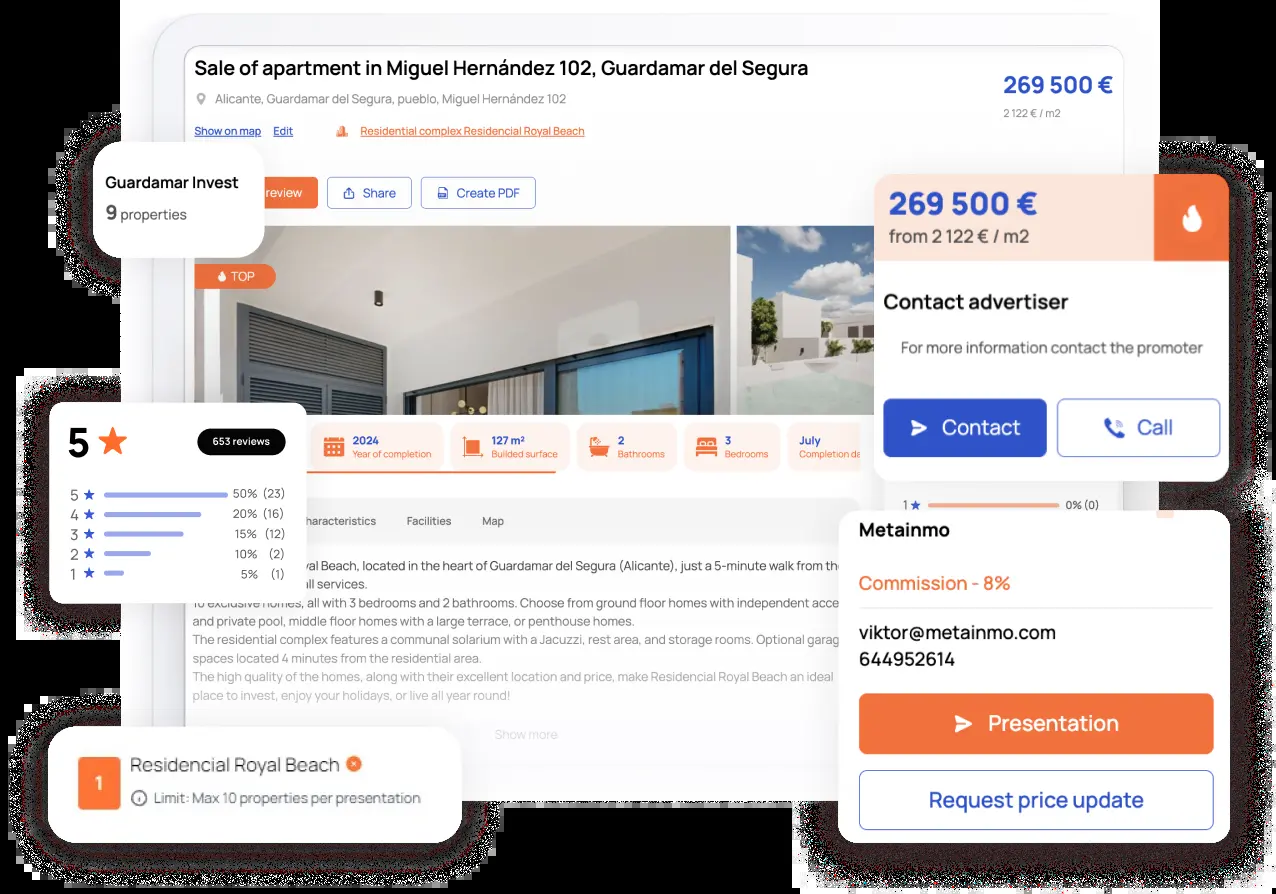 Sale of apartment in Miguel Hernández 102, Guardamar del Segura
Alicante, Guardamar del Segura, pueblo, Miguel Hernández 102
Show on map Edit Residential complex Residencial Royal Beach
269 500 €
2 122 € / m2
Guardamar Invest
9 properties
review Share Create PDF
TOP
269 500 €
from 2 122 € / m2
Contact advertiser
For more information contact the promoter
Contact Call
5
653 reviews
5 50% (23)
4 20% (16)
3 15% (12)
2 10% (2)
1 5% (1)
2024
Year of completion
127 m²
Builded surface
2
Bathrooms
3
Bedrooms
July
Completion da
1 0% (0)
haracteristics Facilities Map
al Beach, located in the heart of Guardamar del Segura (Alicante), just a 5-minute walk from the
ll services.
10 exclusive homes, all with 3 bedrooms and 2 bathrooms. Choose from ground floor homes with independent acce
and private pool, middle floor homes with a large terrace, or penthouse homes.
The residential complex features a communal solarium with a Jacuzzi, rest area, and storage rooms. Optional garag
spaces located 4 minutes from the residential area.
The high quality of the homes, along with their excellent location and price, make Residencial Royal Beach an ideal
place to invest, enjoy your holidays, or live all year round!
Show more
Metainmo
Commission - 8%
viktor@metainmo.com
644952614
Presentation
Request price update
1
Residencial Royal Beach
Limit: Max 10 properties per presentation